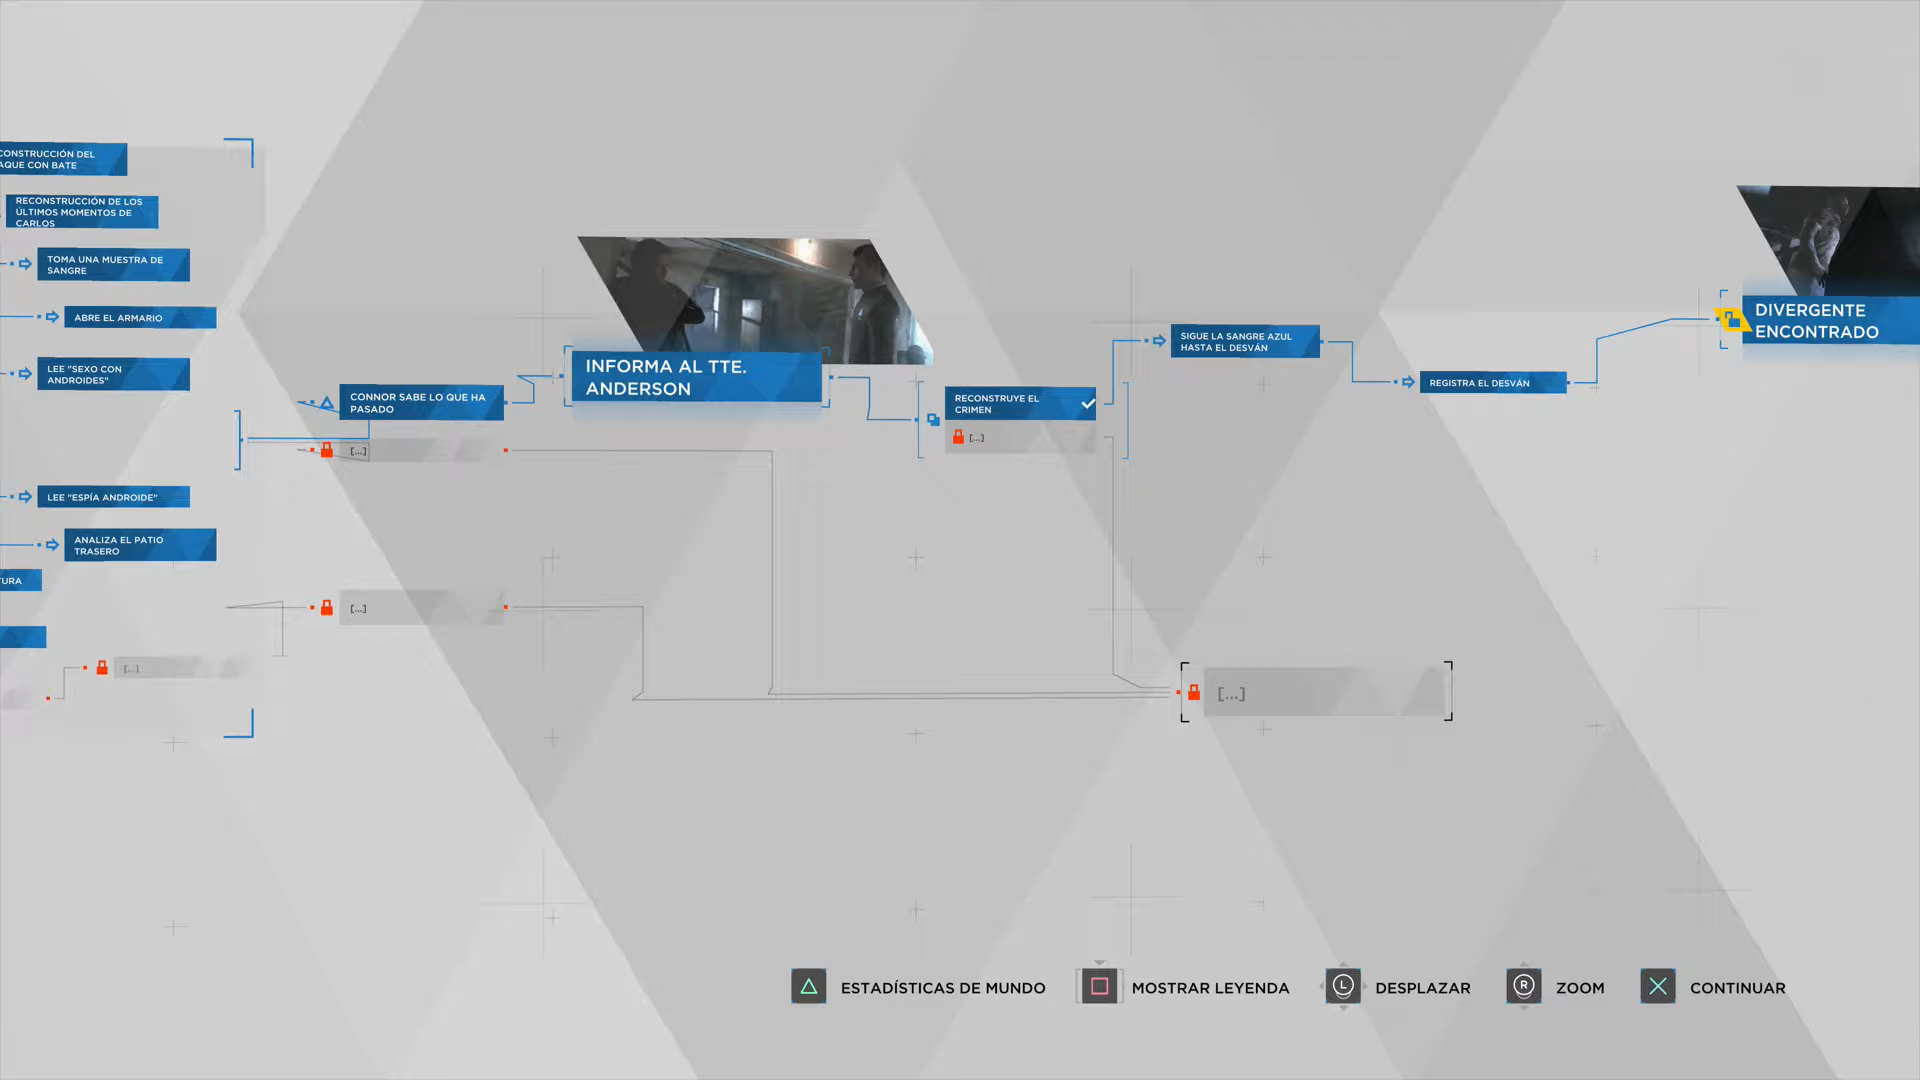 CONSTRUCCIÓN DEL
AQUE CON BATE
RECONSTRUCCIÓN DE LOS
ÚLTIMOS MOMENTOS DE
CARLOS
TOMA UNA MUESTRA DE
SANGRE
ABRE EL ARMARIO
LEE "SEXO CON
ANDROIDES"
LEE "ESPÍA ANDROIDE"
ANALIZA EL PATIO
TRASERO
TURA
[...]
CONNOR SABE LO QUE HA
PASADO
[...]
[...]
INFORMA AL TTE.
ANDERSON
RECONSTRUYE EL
CRIMEN
[...]
SIGUE LA SANGRE AZUL
HASTA EL DESVÁN
REGISTRA EL DESVÁN
[...]
DIVERGENTE
ENCONTRADO
ESTADÍSTICAS DE MUNDO
MOSTRAR LEYENDA
L
DESPLAZAR
R
ZOOM
CONTINUAR